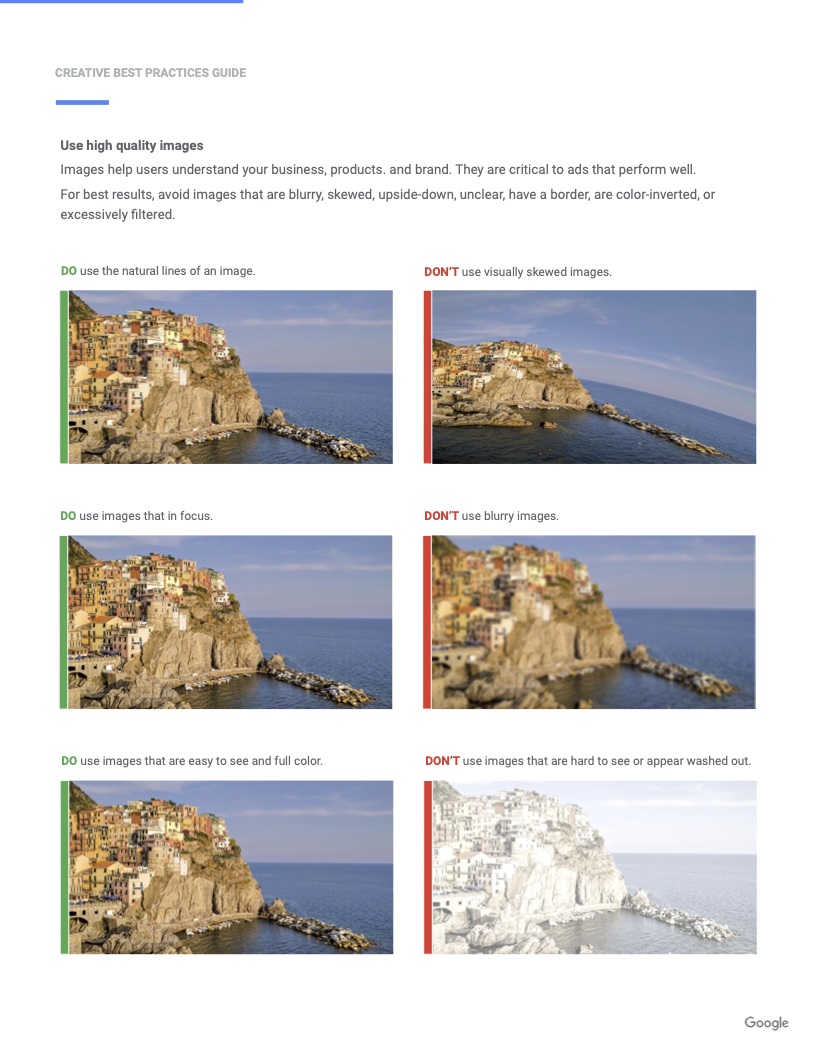 CREATIVE BEST PRACTICES GUIDE
Use high quality images
Images help users understand your business, products. and brand. They are critical to ads that perform well.
For best results, avoid images that are blurry, skewed, upside-down, unclear, have a border, are color-inverted, or
excessively filtered.
DO use the natural lines of an image.
DON'T use visually skewed images.
DO use images that in focus.
DON'T use blurry images.
DO use images that are easy to see and full color.
DON'T use images that are hard to see or appear washed out.
Google